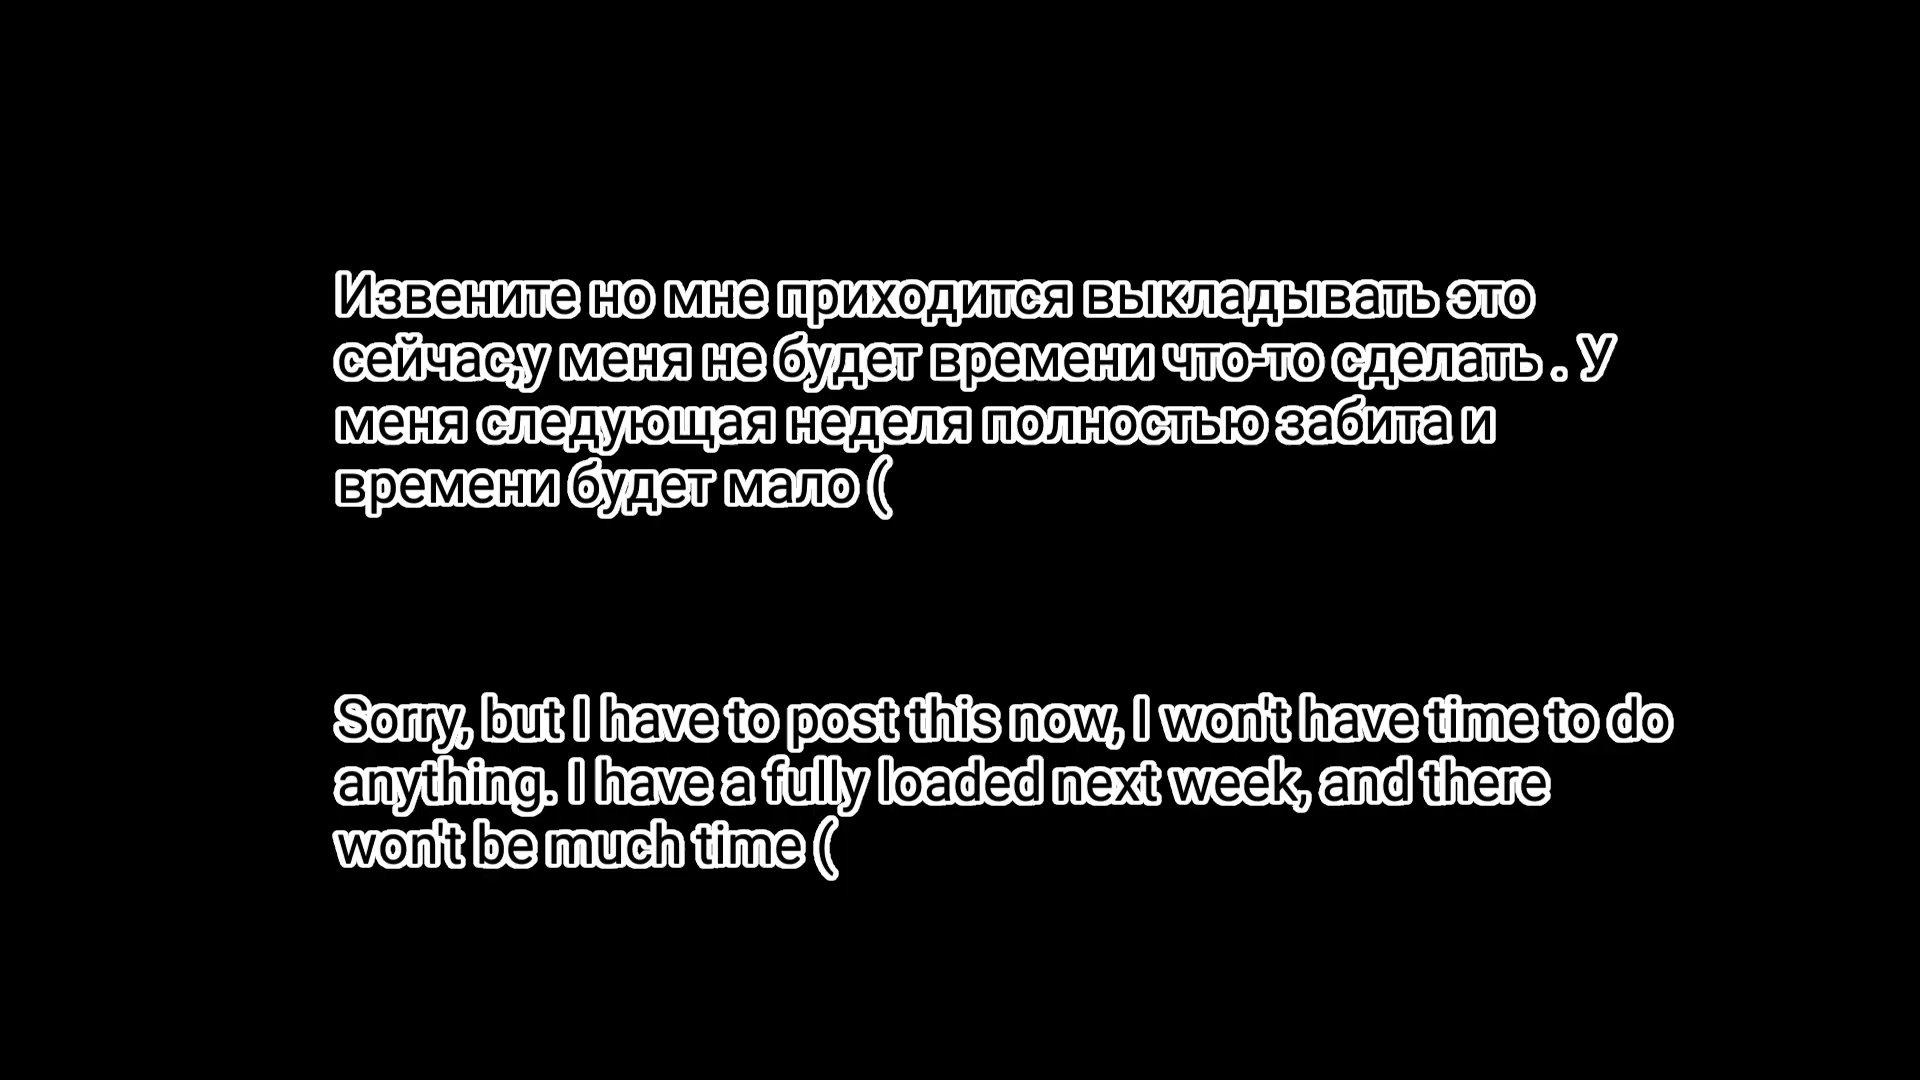 Извените но мне приходится выкладывать это
сейчас,у меня не будет времени что-то сделать . У
меня следующая неделя полностью забита и
времени будет мало (
Sorry, but I have to post this now, I won't have time to do
anything. I have a fully loaded next week, and there
won't be much time (